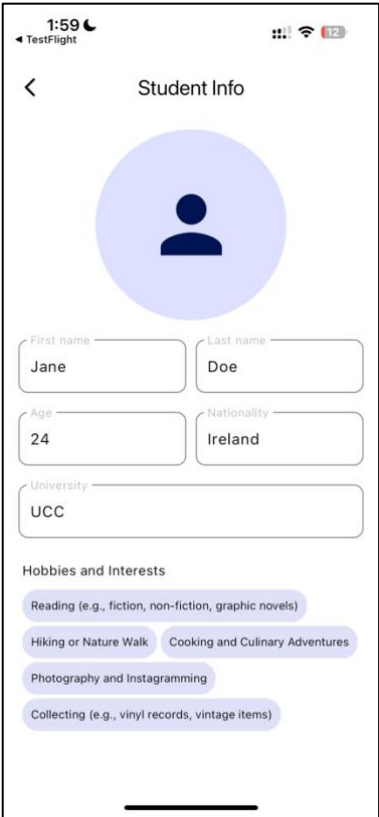 1:59
TestFlight
12
Student Info
First name
Last name
Jane
Doe
Age
Nationality
24
Ireland
University
UCC
Hobbies and Interests
Reading (e.g., fiction, non-fiction, graphic novels)
Hiking or Nature Walk
Cooking and Culinary Adventures
Photography and Instagramming
Collecting (e.g., vinyl records, vintage items)